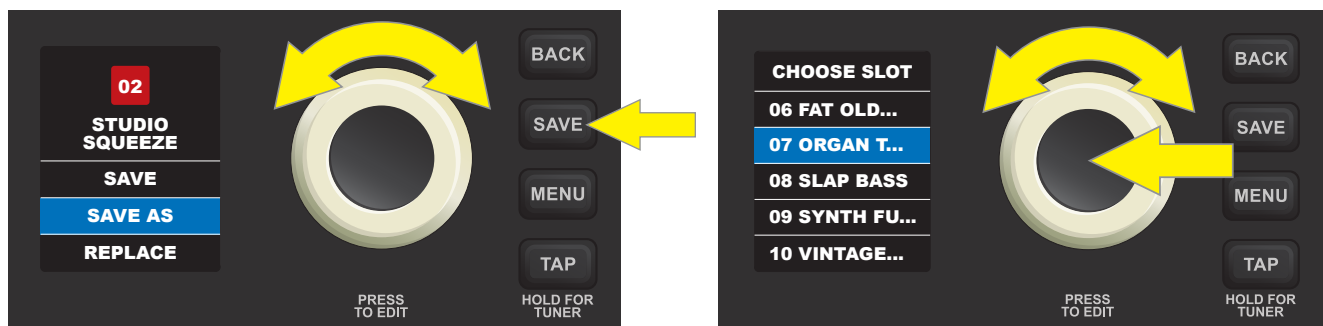 02
STUDIO
SQUEEZE
SAVE
SAVE AS
REPLACE
PRESS
TO EDIT
BACK
SAVE
MENU
TAP
HOLD FOR
TUNER
CHOOSE SLOT
06 FAT OLD...
07 ORGAN T...
08 SLAP BASS
09 SYNTH FU...
10 VINTAGE...
PRESS
TO EDIT
BACK
SAVE
MENU
TAP
HOLD FOR
TUNER